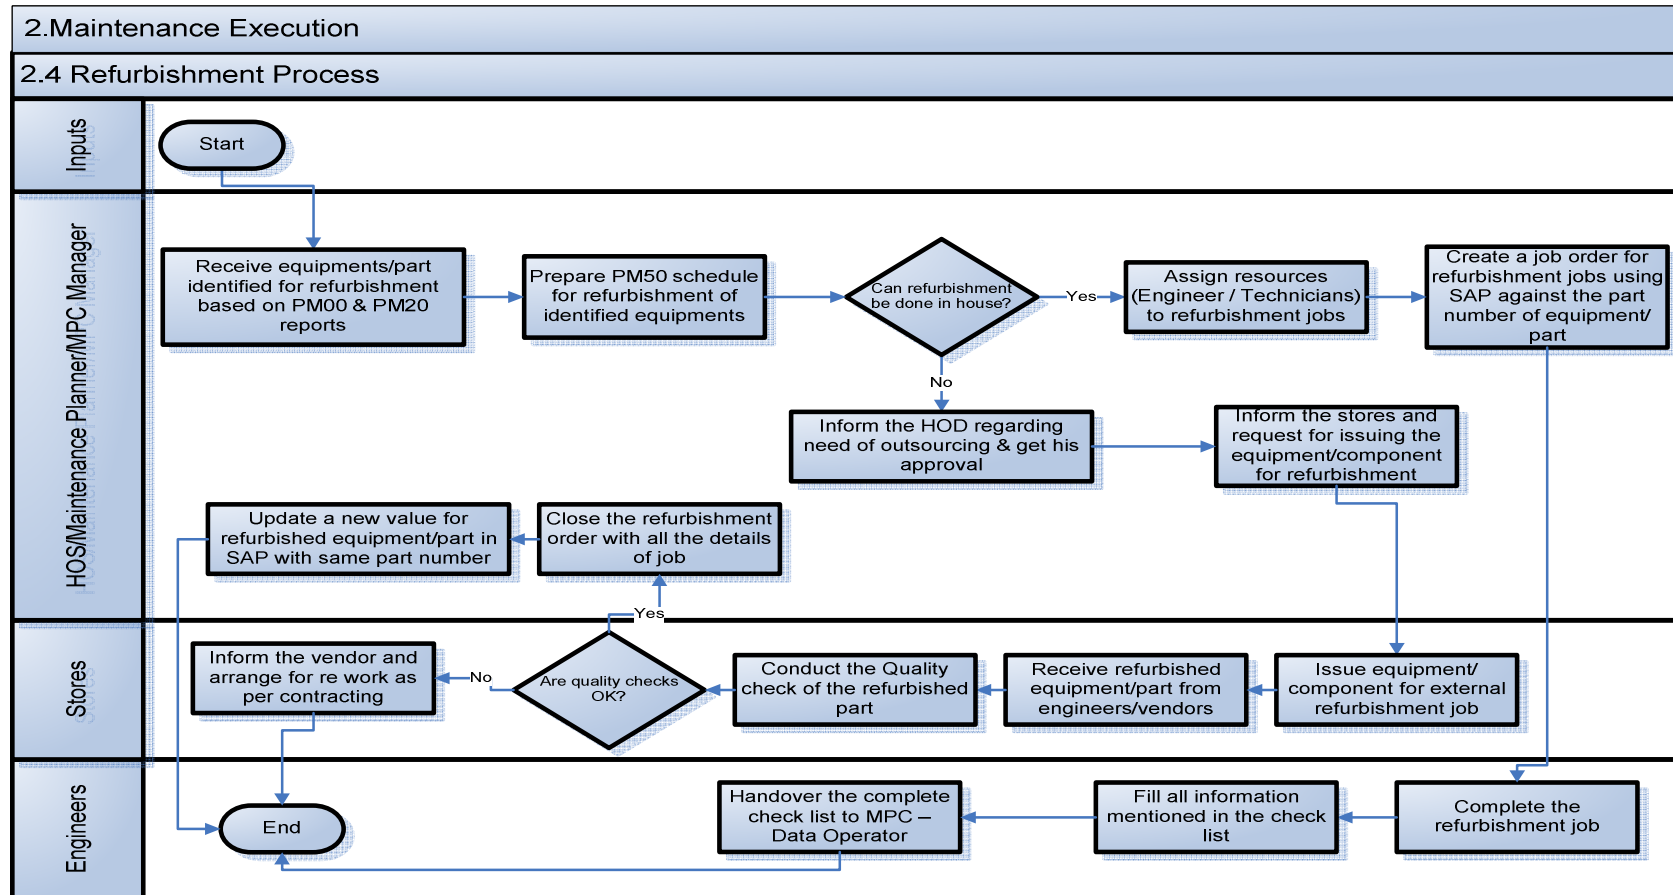 2.Maintenance Execution
2.4 Refurbishment Process
Inputs
Start
HOS/Maintenance Planner/MPC Manager
Receive equipments/part
identified for refurbishment
based on PM00 & PM20
reports
Prepare PM50 schedule
for refurbishment of
identified equipments
Can refurbishment
be done in house?
Yes
Assign resources
(Engineer / Technicians)
to refurbishment jobs
Create a job order for
refurbishment jobs using
SAP against the part
number of equipment/
part
No
Inform the HOD regarding
need of outsourcing & get his
approval
Inform the stores and
request for issuing the
equipment/component
for refurbishment
Update a new value for
refurbished equipment/part in
SAP with same part number
Close the refurbishment
order with all the details
of job
Yes
Stores
Inform the vendor and
arrange for re work as
per contracting
No
Are quality checks
OK?
Conduct the Quality
check of the refurbished
part
Receive refurbished
equipment/part from
engineers/vendors
Issue equipment/
component for external
refurbishment job
Engineers
End
Handover the complete
check list to MPC –
Data Operator
Fill all information
mentioned in the check
list
Complete the
refurbishment job